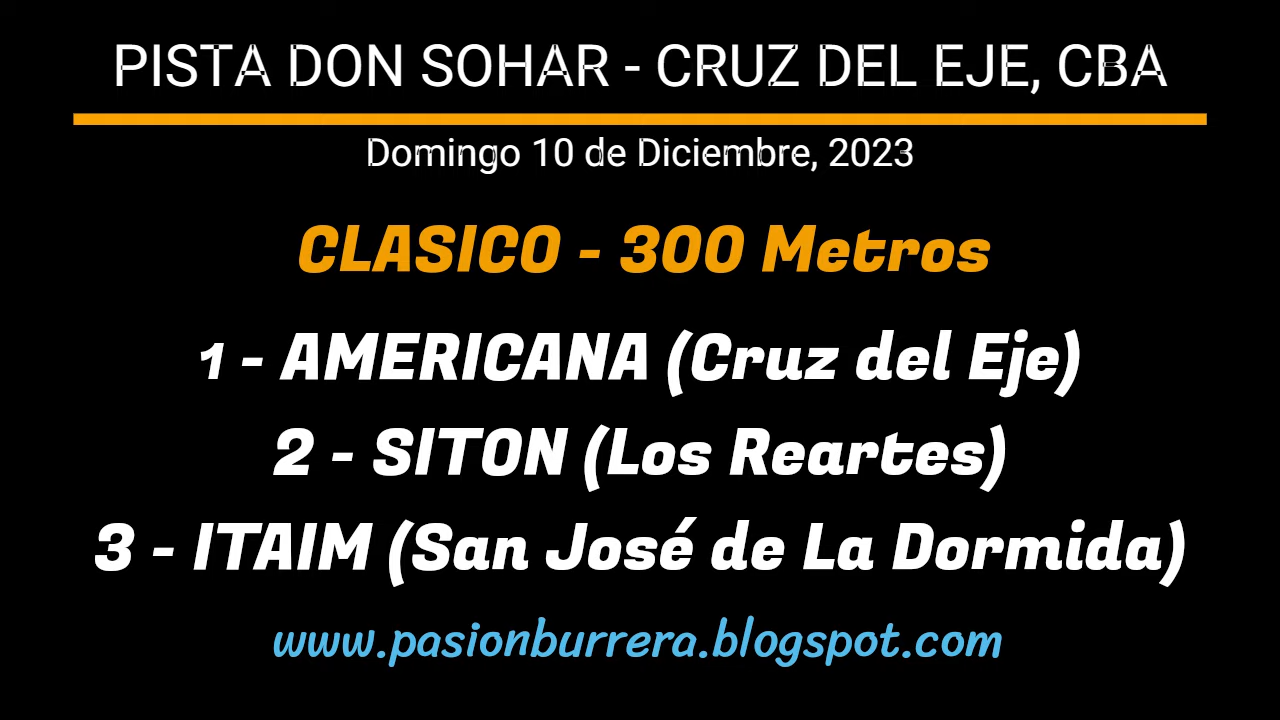 PISTA DON SOHAR - CRUZ DEL EJE, CBA
Domingo 10 de Diciembre, 2023
CLASICO - 300 Metros
1 - AMERICANA (Cruz del Eje)
2 - SITON (Los Reartes)
3 - ITAIM (San José de La Dormida)
www.pasionburrera.blogspot.com